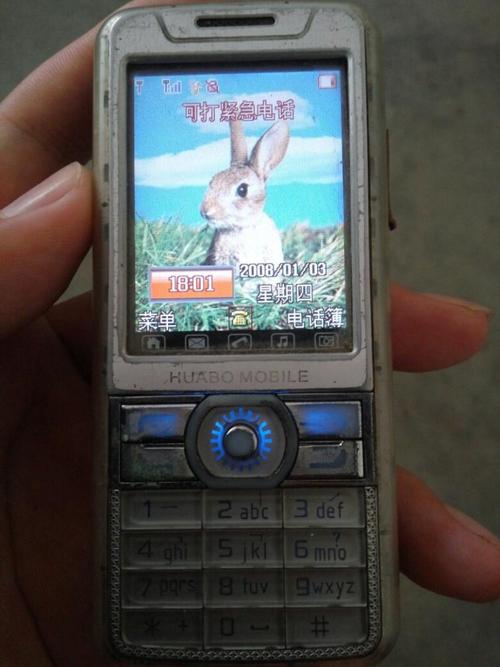 可打紧急电话
2008/01/03
18:01
星期四
菜单
电话簿
HUABO MOBILE
1 —
2 abc
3 def
4 ghi
5 jkl
6 mno
7 pqrs
8 tuv
9 wxyz
* +
0
#